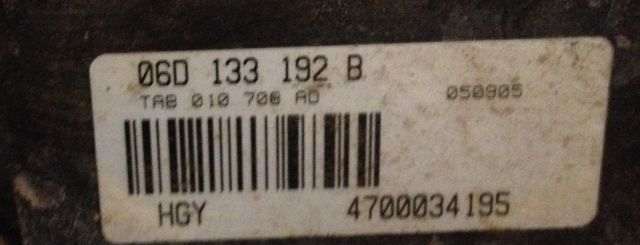 06D 133 192 B
TAB 010 708 AD
050905
HGY
4700034195